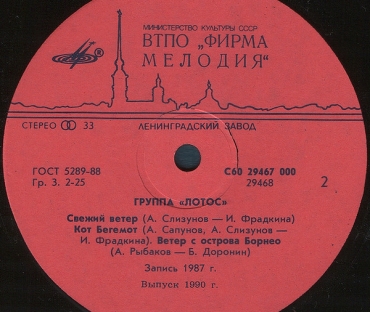 МИНИСТЕРСТВО КУЛЬТУРЫ СССР
ВТПО „ФИРМА
МЕЛОДИЯ"
СТЕРЕО 33 ЛЕНИНГРАДСКИЙ ЗАВОД
ГОСТ 5289-88 С60 29467 000
Гр. 3. 2-25 29468 2
ГРУППА «ЛОТОС»
Свежий ветер (А. Слизунов — И. Фрадкина)
Кот Бегемот (А. Сапунов, А. Слизунов —
И. Фрадкина). Ветер с острова Борнео
(А. Рыбаков — Б. Доронин)
Запись 1987 г.
Выпуск 1990 г.